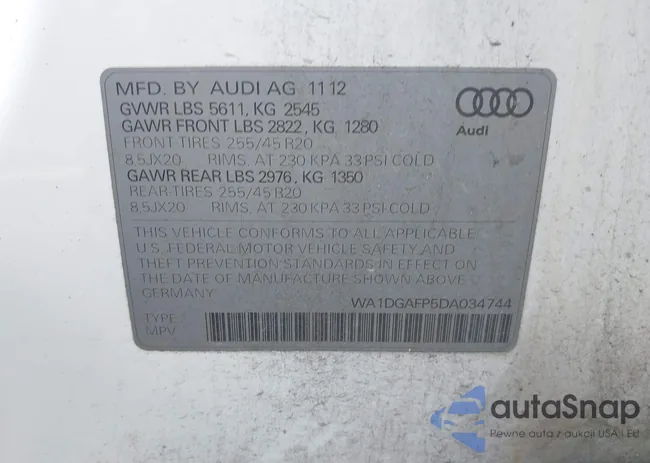 MFD. BY AUDI AG 11 12
GVWR LBS 5611, KG 2545
GAWR FRONT LBS 2822, KG 1280
FRONT-TIRES 255/45 R20
8,5JX20 RIMS, AT 230 KPA 33 PSI COLD
GAWR REAR LBS 2976, KG 1350
REAR-TIRES 255/45 R20
8,5JX20 RIMS, AT 230 KPA 33 PSI COLD
Audi
THIS VEHICLE CONFORMS TO ALL APPLICABLE
U.S. FEDERAL MOTOR VEHICLE SAFETY AND
THEFT PREVENTION STANDARDS IN EFFECT ON
THE DATE OF MANUFACTURE SHOWN ABOVE
GERMANY WA1DGAFP5DA034744
TYPE:
MPV
autaSnap
Pewne auta z aukcji USA i EU